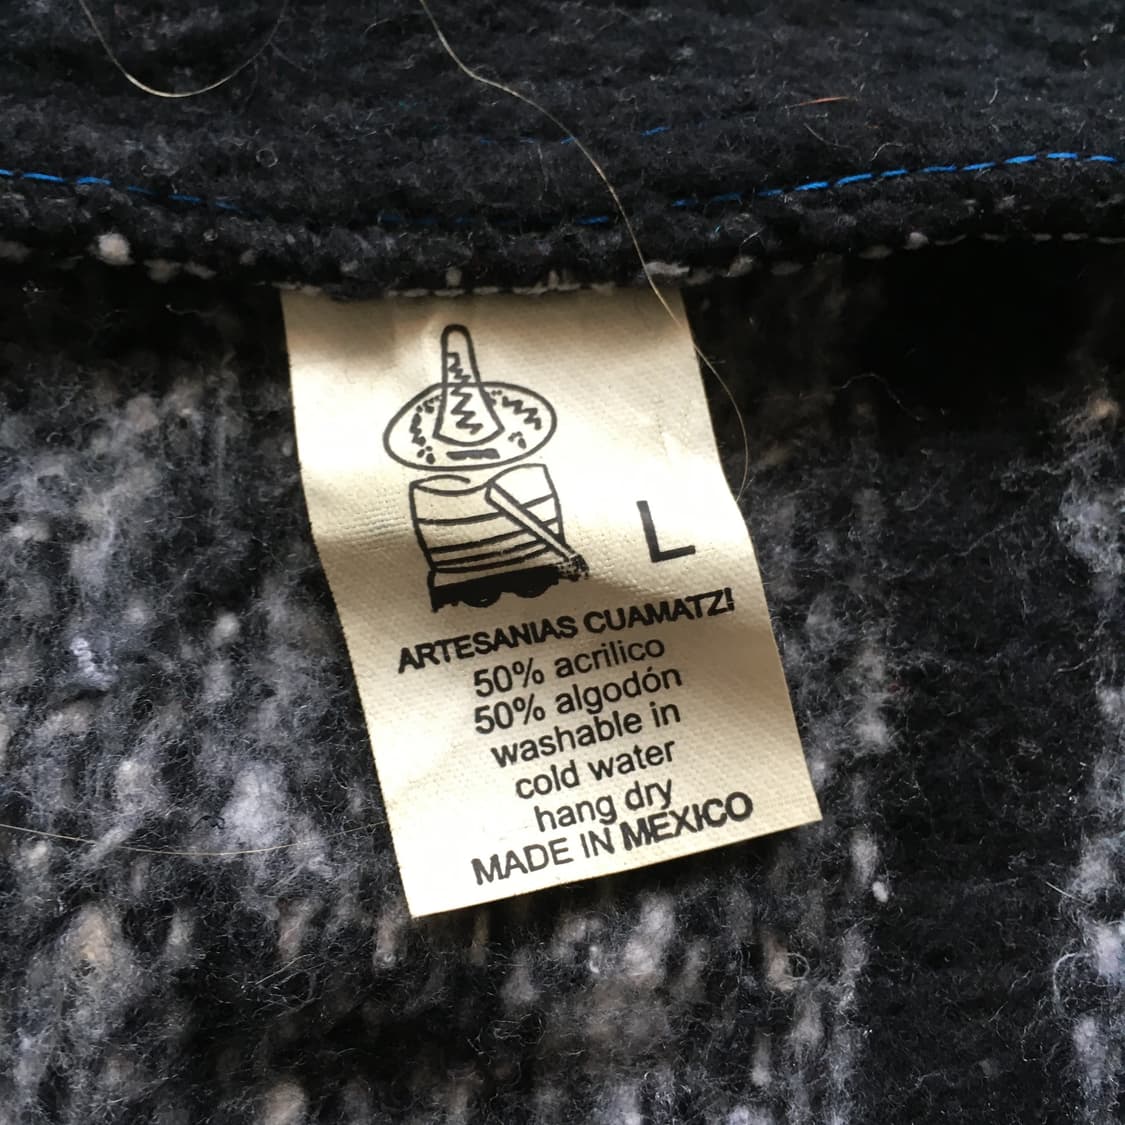 L
ARTESANIAS CUAMATZI
50% acrilico
50% algodón
washable in
cold water
hang dry
MADE IN MEXICO